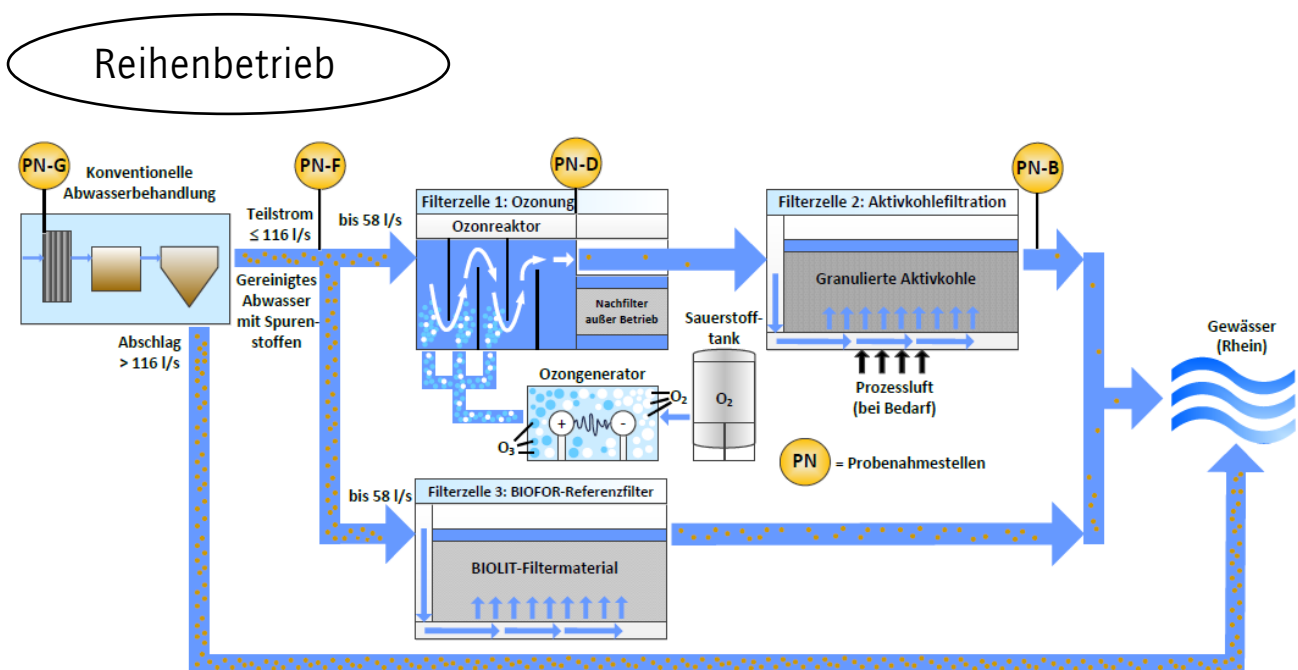 Reihenbetrieb
PN-G
Konventionelle
Abwasserbehandlung
PN-F
Teilstrom
≤ 116 l/s
bis 58 l/s
Gereinigtes
Abwasser
mit Spuren-
stoffen
Abschlag
> 116 l/s
PN-D
Filterzelle 1: Ozonung
Ozonreaktor
Nachfilter
außer Betrieb
Ozongenerator
+
-
O₃
O₂
Sauerstoff-
tank
O₂
Filterzelle 2: Aktivkohlefiltration
Granulierte Aktivkohle
Prozessluft
(bei Bedarf)
PN-B
Gewässer
(Rhein)
PN = Probenahmestellen
bis 58 l/s
Filterzelle 3: BIOFOR-Referenzfilter
BIOLIT-Filtermaterial